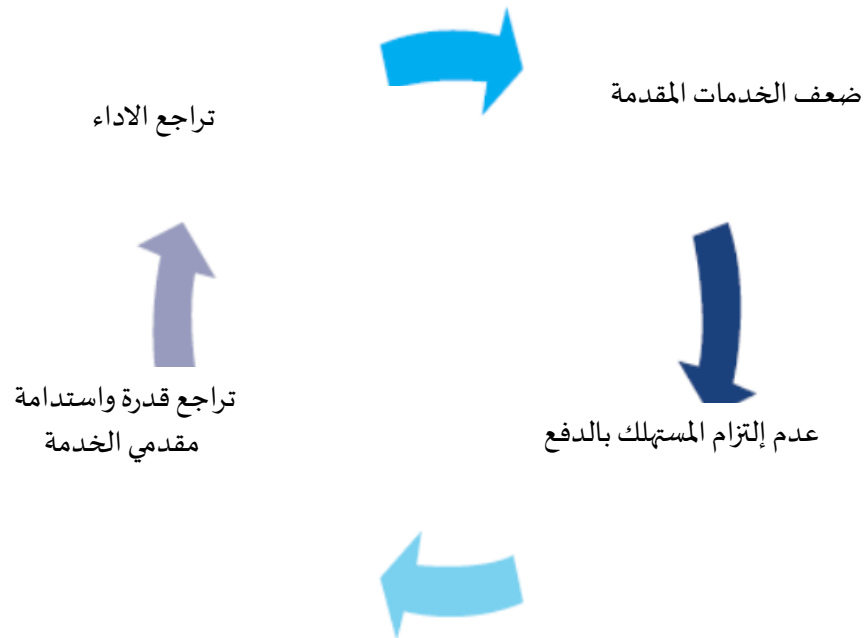 ضعف الخدمات المقدمة
تراجع الاداء
عدم إلتزام المستهلك بالدفع
تراجع قدرة واستدامة
مقدمي الخدمة